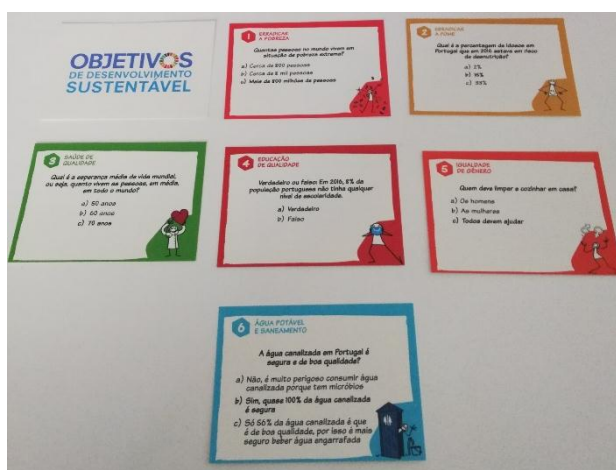 OBJETIVOS
DE DESENVOLVIMENTO
SUSTENTÁVEL
1 ERRADICAR
A POBREZA
Quantas pessoas no mundo vivem em
situação de pobreza extrema?
a) Cerca de 800 pessoas
b) Cerca de 8 mil pessoas
c) Mais de 800 milhões de pessoas
2 ERRADICAR
A FOME
Qual é a percentagem de idosos em
Portugal que em 2016 estava em risco
de desnutrição?
a) 2%
b) 16%
3 SAÚDE DE
QUALIDADE
Qual é a esperança média de vida mundial,
ou seja, quanto vivem as pessoas, em média,
em todo o mundo?
a) 50 anos
b) 60 anos
c) 70 anos
4 EDUCAÇÃO
DE QUALIDADE
Verdadeiro ou falso: Em 2016, 8% da
população portuguesa não tinha qualquer
nível de escolaridade.
a) Verdadeiro
b) Falso
5 IGUALDADE
DE GÉNERO
Quem deve limpar e cozinhar em casa?
a) Os homens
b) As mulheres
c) Todos devem ajudar
6 ÁGUA POTÁVEL
E SANEAMENTO
A água canalizada em Portugal é
segura e de boa qualidade?
a) Não, é muito perigoso consumir água
canalizada porque tem micróbios
b) Sim, quase 100% da água canalizada
é segura
c) Só 56% da água canalizada é que
é de boa qualidade, por isso é mais
seguro beber água engarrafada